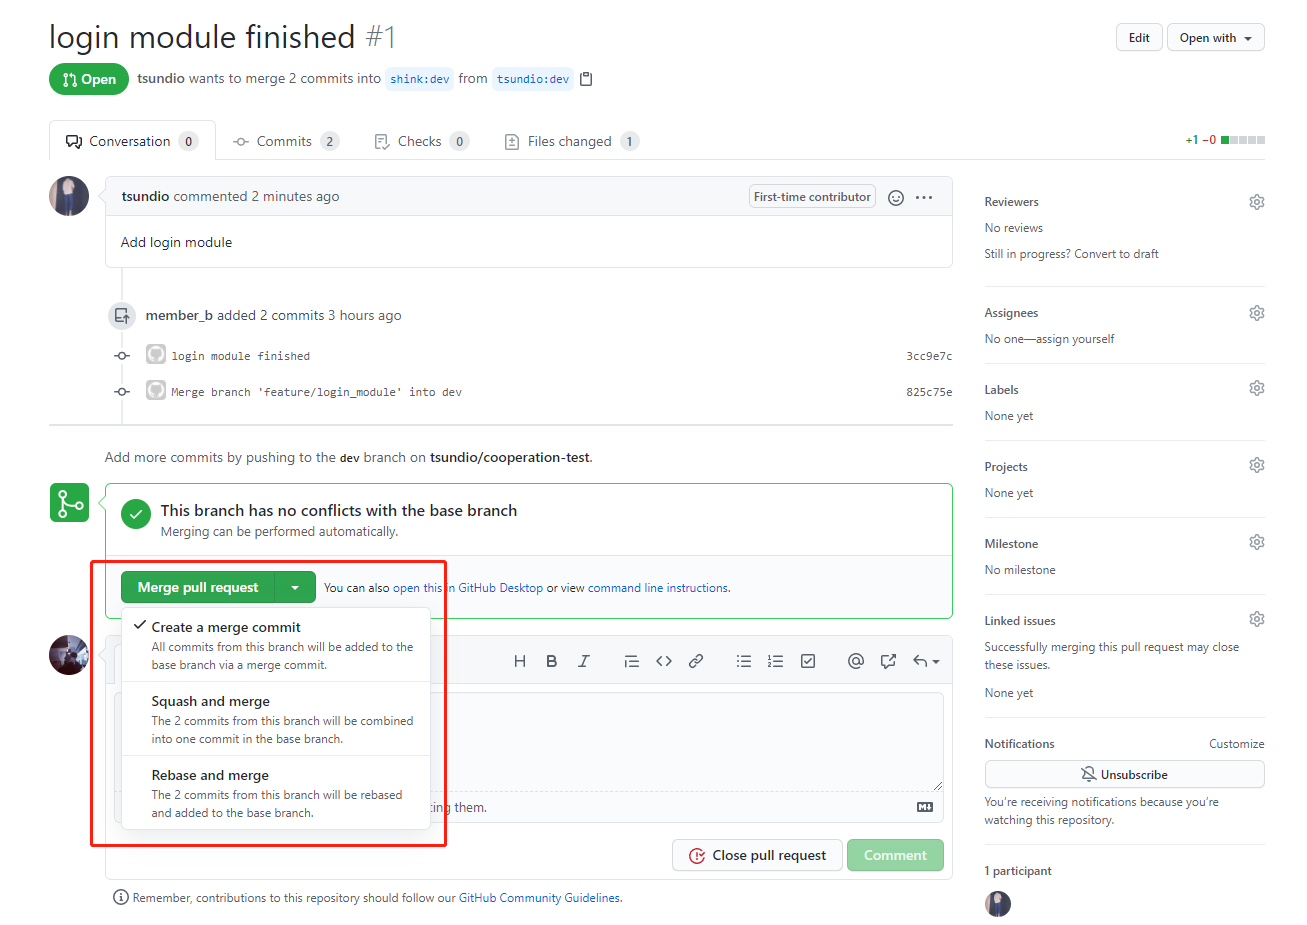 login module finished #1
Edit
Open with
Open
tsundio wants to merge 2 commits into shink:dev from tsundio:dev
Conversation 0
Commits 2
Checks 0
Files changed 1
+1 −0
tsundio commented 2 minutes ago
First-time contributor
Add login module
member_b added 2 commits 3 hours ago
login module finished
3cc9e7c
Merge branch 'feature/login_module' into dev
825c75e
Add more commits by pushing to the dev branch on tsundio/cooperation-test.
This branch has no conflicts with the base branch
Merging can be performed automatically.
Merge pull request
You can also open this in GitHub Desktop or view command line instructions.
Create a merge commit
All commits from this branch will be added to the
base branch via a merge commit.
Squash and merge
The 2 commits from this branch will be combined
into one commit in the base branch.
Rebase and merge
The 2 commits from this branch will be rebased
and added to the base branch.
ing them.
Close pull request
Comment
Remember, contributions to this repository should follow our GitHub Community Guidelines.
Reviewers
No reviews
Still in progress? Convert to draft
Assignees
No one—assign yourself
Labels
None yet
Projects
None yet
Milestone
No milestone
Linked issues
Successfully merging this pull request may close
these issues.
None yet
Notifications
Customize
Unsubscribe
You're receiving notifications because you're
watching this repository.
1 participant